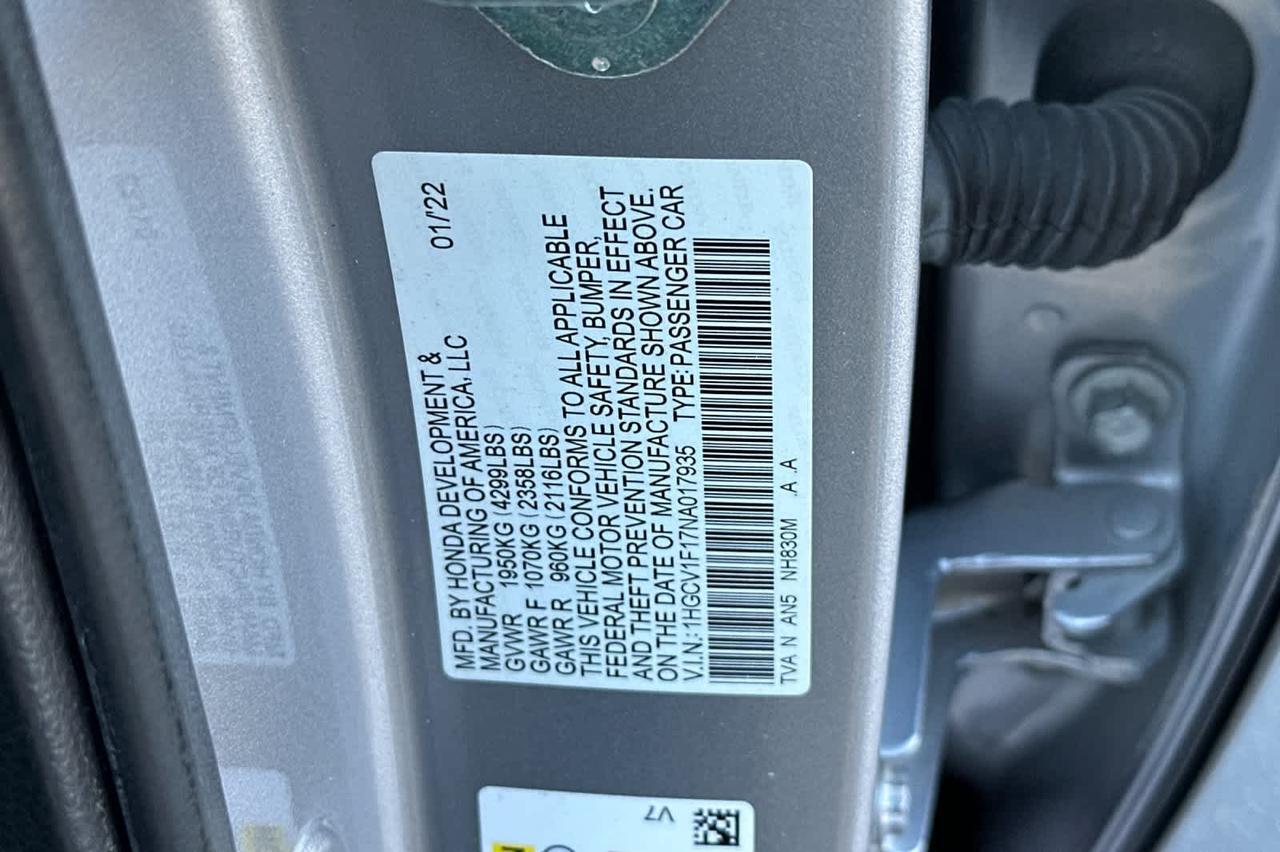 MFD. BY HONDA DEVELOPMENT &
MANUFACTURING OF AMERICA, LLC 01/'22
GVWR 1950KG (4299LBS)
GAWR F 1070KG (2358LBS)
GAWR R 960KG (2116LBS)
THIS VEHICLE CONFORMS TO ALL APPLICABLE
FEDERAL MOTOR VEHICLE SAFETY, BUMPER,
AND THEFT PREVENTION STANDARDS IN EFFECT
ON THE DATE OF MANUFACTURE SHOWN ABOVE.
V.I.N.: 1HGCV1F17NA017935 TYPE: PASSENGER CAR
TVA N AN5 NH830M .A .A
V7